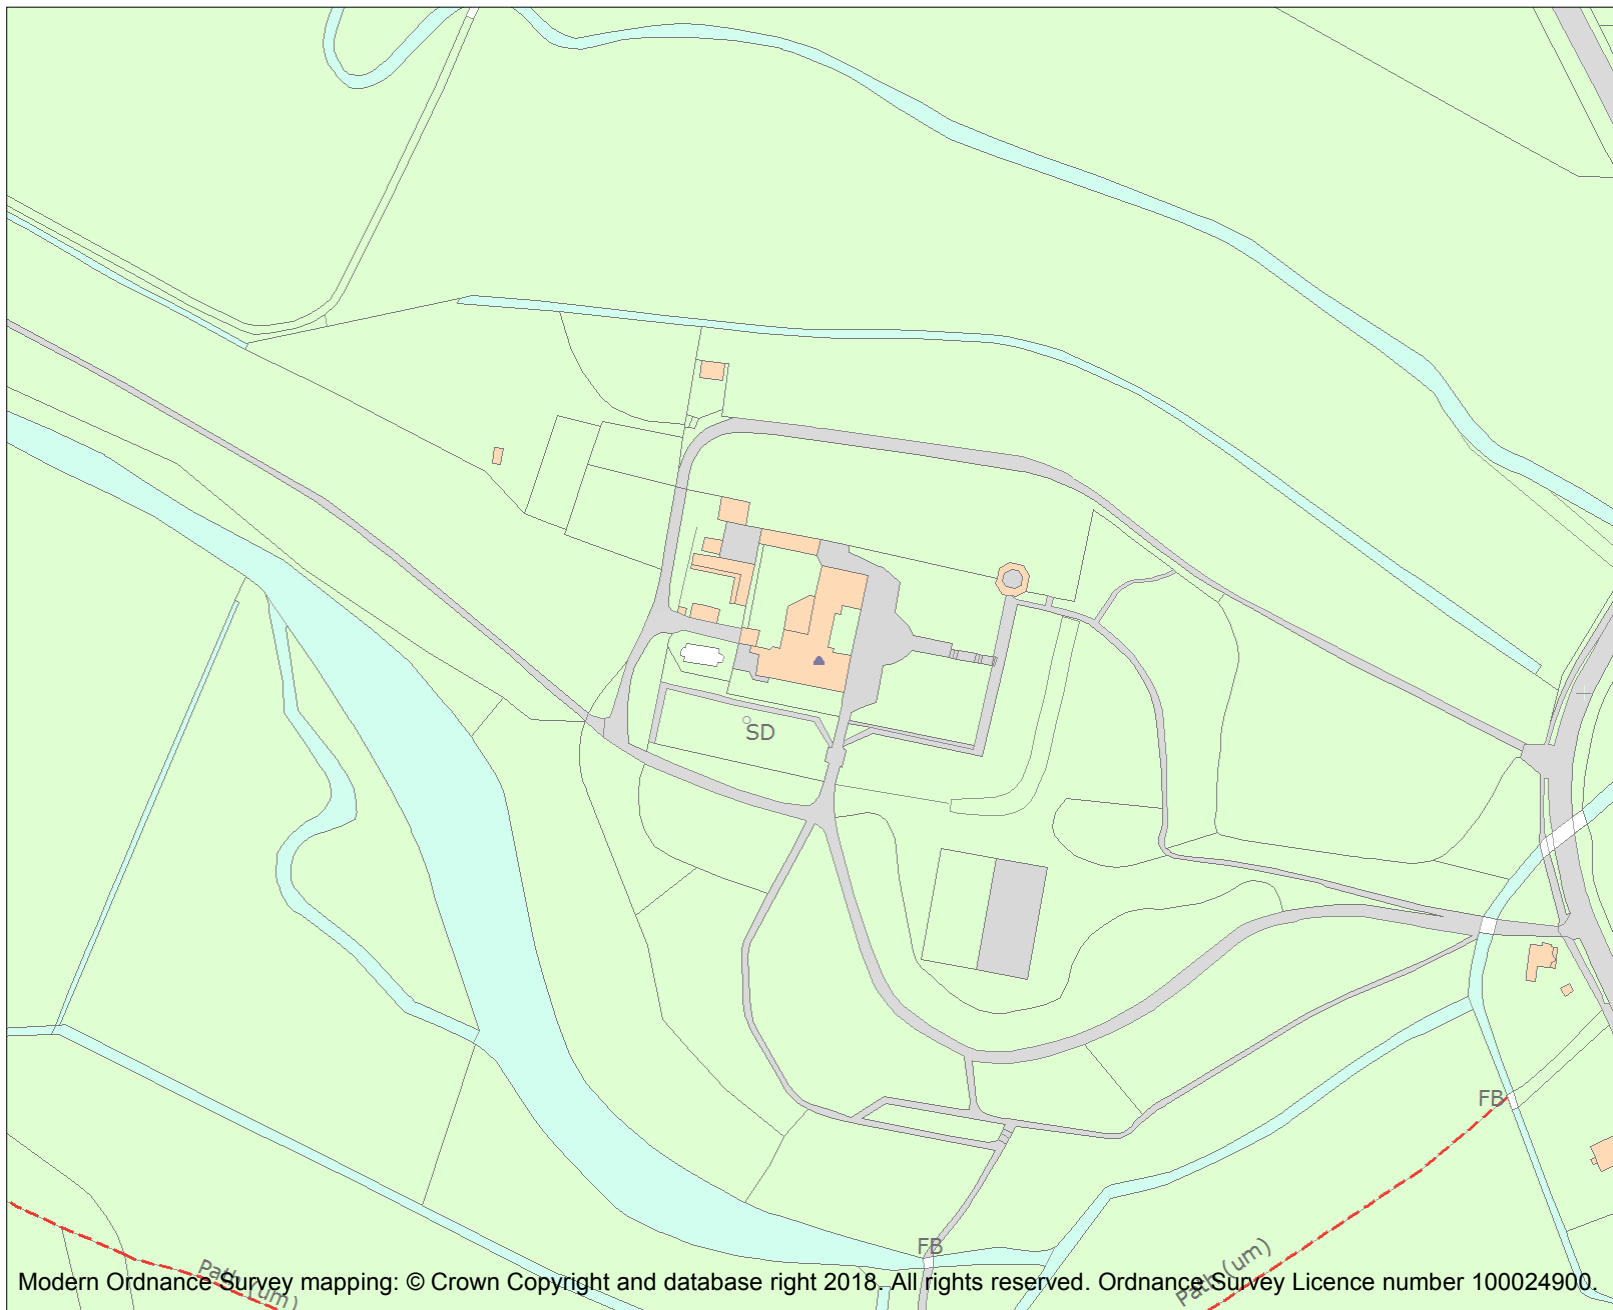 SD
FB
FB
Path (um)
Path (um)
Modern Ordnance Survey mapping: © Crown Copyright and database right 2018. All rights reserved. Ordnance Survey Licence number 100024900.